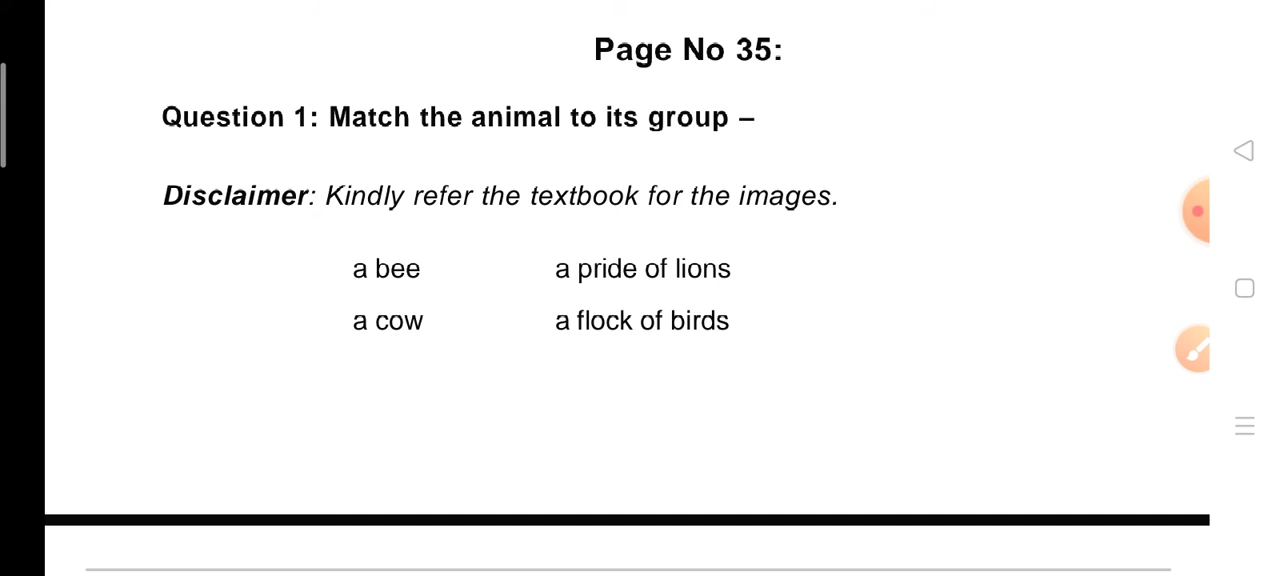 Page No 35:
Question 1: Match the animal to its group –
Disclaimer: Kindly refer the textbook for the images.
a bee a pride of lions
a cow a flock of birds